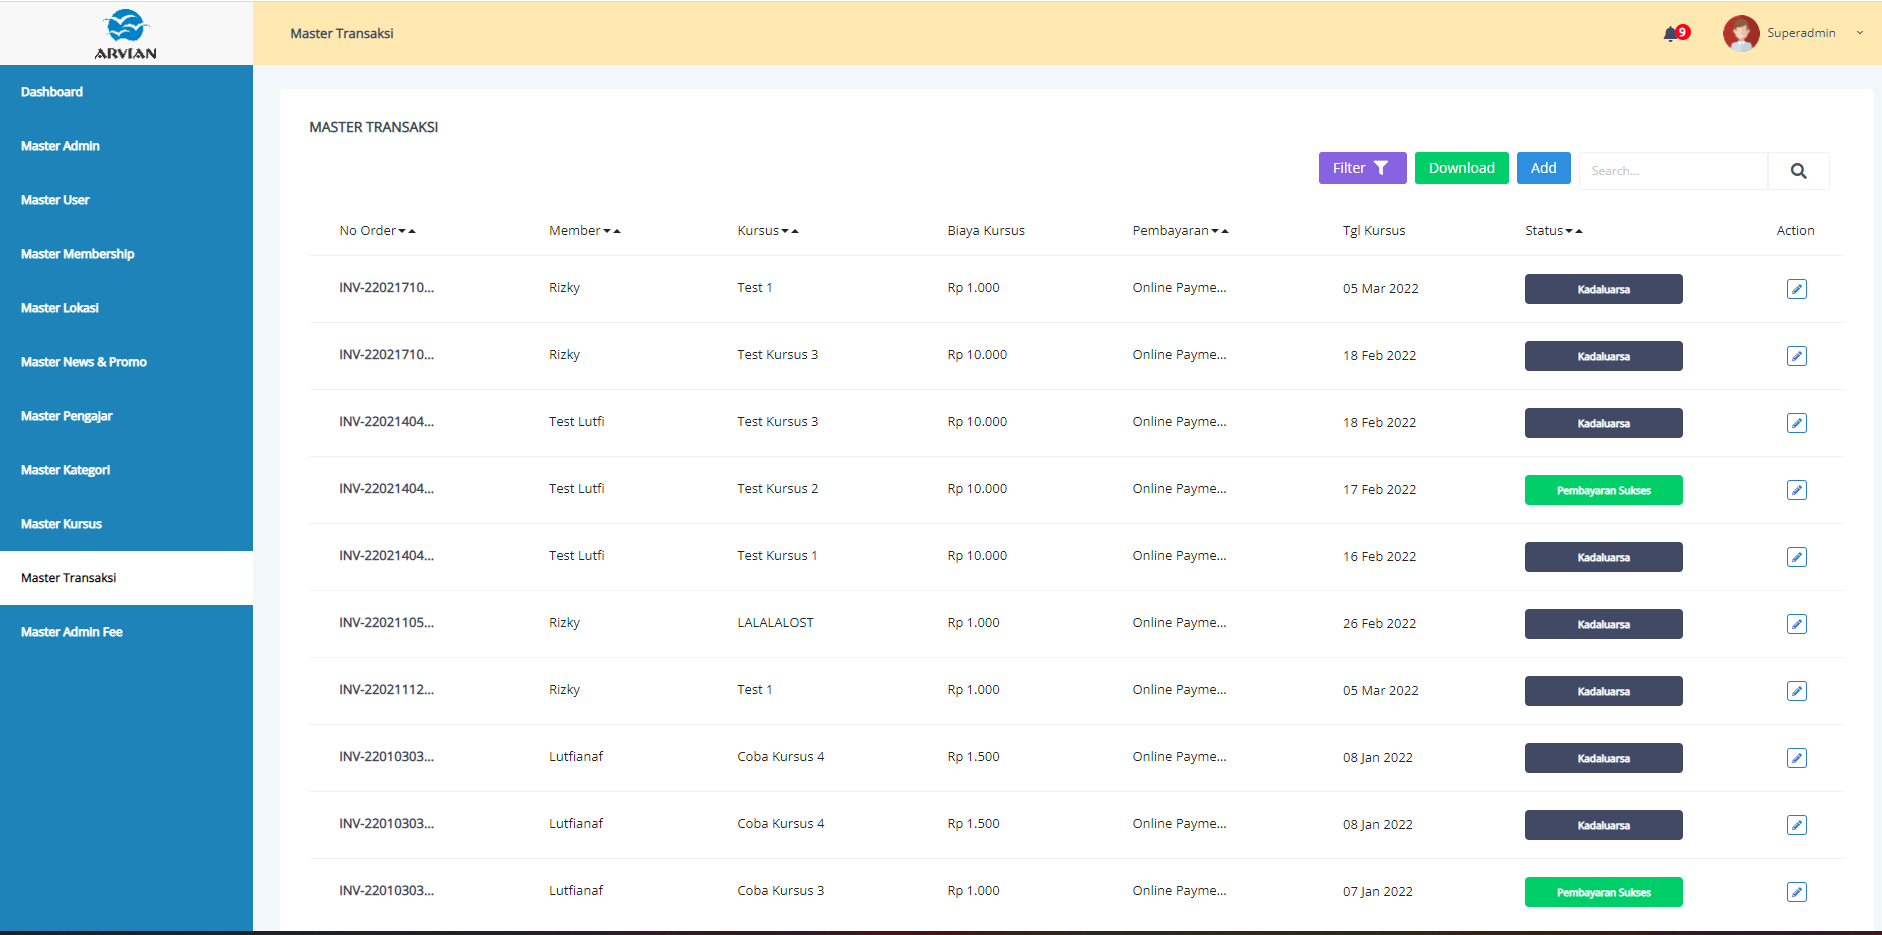 ARVIAN
Master Transaksi
9
Superadmin
Dashboard
Master Admin
Master User
Master Membership
Master Lokasi
Master News & Promo
Master Pengajar
Master Kategori
Master Kursus
Master Transaksi
Master Admin Fee
MASTER TRANSAKSI
Filter Download Add Search...
No Order Member Kursus Biaya Kursus Pembayaran Tgl Kursus Status Action
INV-22021710... Rizky Test 1 Rp 1.000 Online Payme... 05 Mar 2022 Kadaluarsa
INV-22021710... Rizky Test Kursus 3 Rp 10.000 Online Payme... 18 Feb 2022 Kadaluarsa
INV-22021404... Test Lutfi Test Kursus 3 Rp 10.000 Online Payme... 18 Feb 2022 Kadaluarsa
INV-22021404... Test Lutfi Test Kursus 2 Rp 10.000 Online Payme... 17 Feb 2022 Pembayaran Sukses
INV-22021404... Test Lutfi Test Kursus 1 Rp 10.000 Online Payme... 16 Feb 2022 Kadaluarsa
INV-22021105... Rizky LALALALOST Rp 1.000 Online Payme... 26 Feb 2022 Kadaluarsa
INV-22021112... Rizky Test 1 Rp 1.000 Online Payme... 05 Mar 2022 Kadaluarsa
INV-22010303... Lutfianaf Coba Kursus 4 Rp 1.500 Online Payme... 08 Jan 2022 Kadaluarsa
INV-22010303... Lutfianaf Coba Kursus 4 Rp 1.500 Online Payme... 08 Jan 2022 Kadaluarsa
INV-22010303... Lutfianaf Coba Kursus 3 Rp 1.000 Online Payme... 07 Jan 2022 Pembayaran Sukses